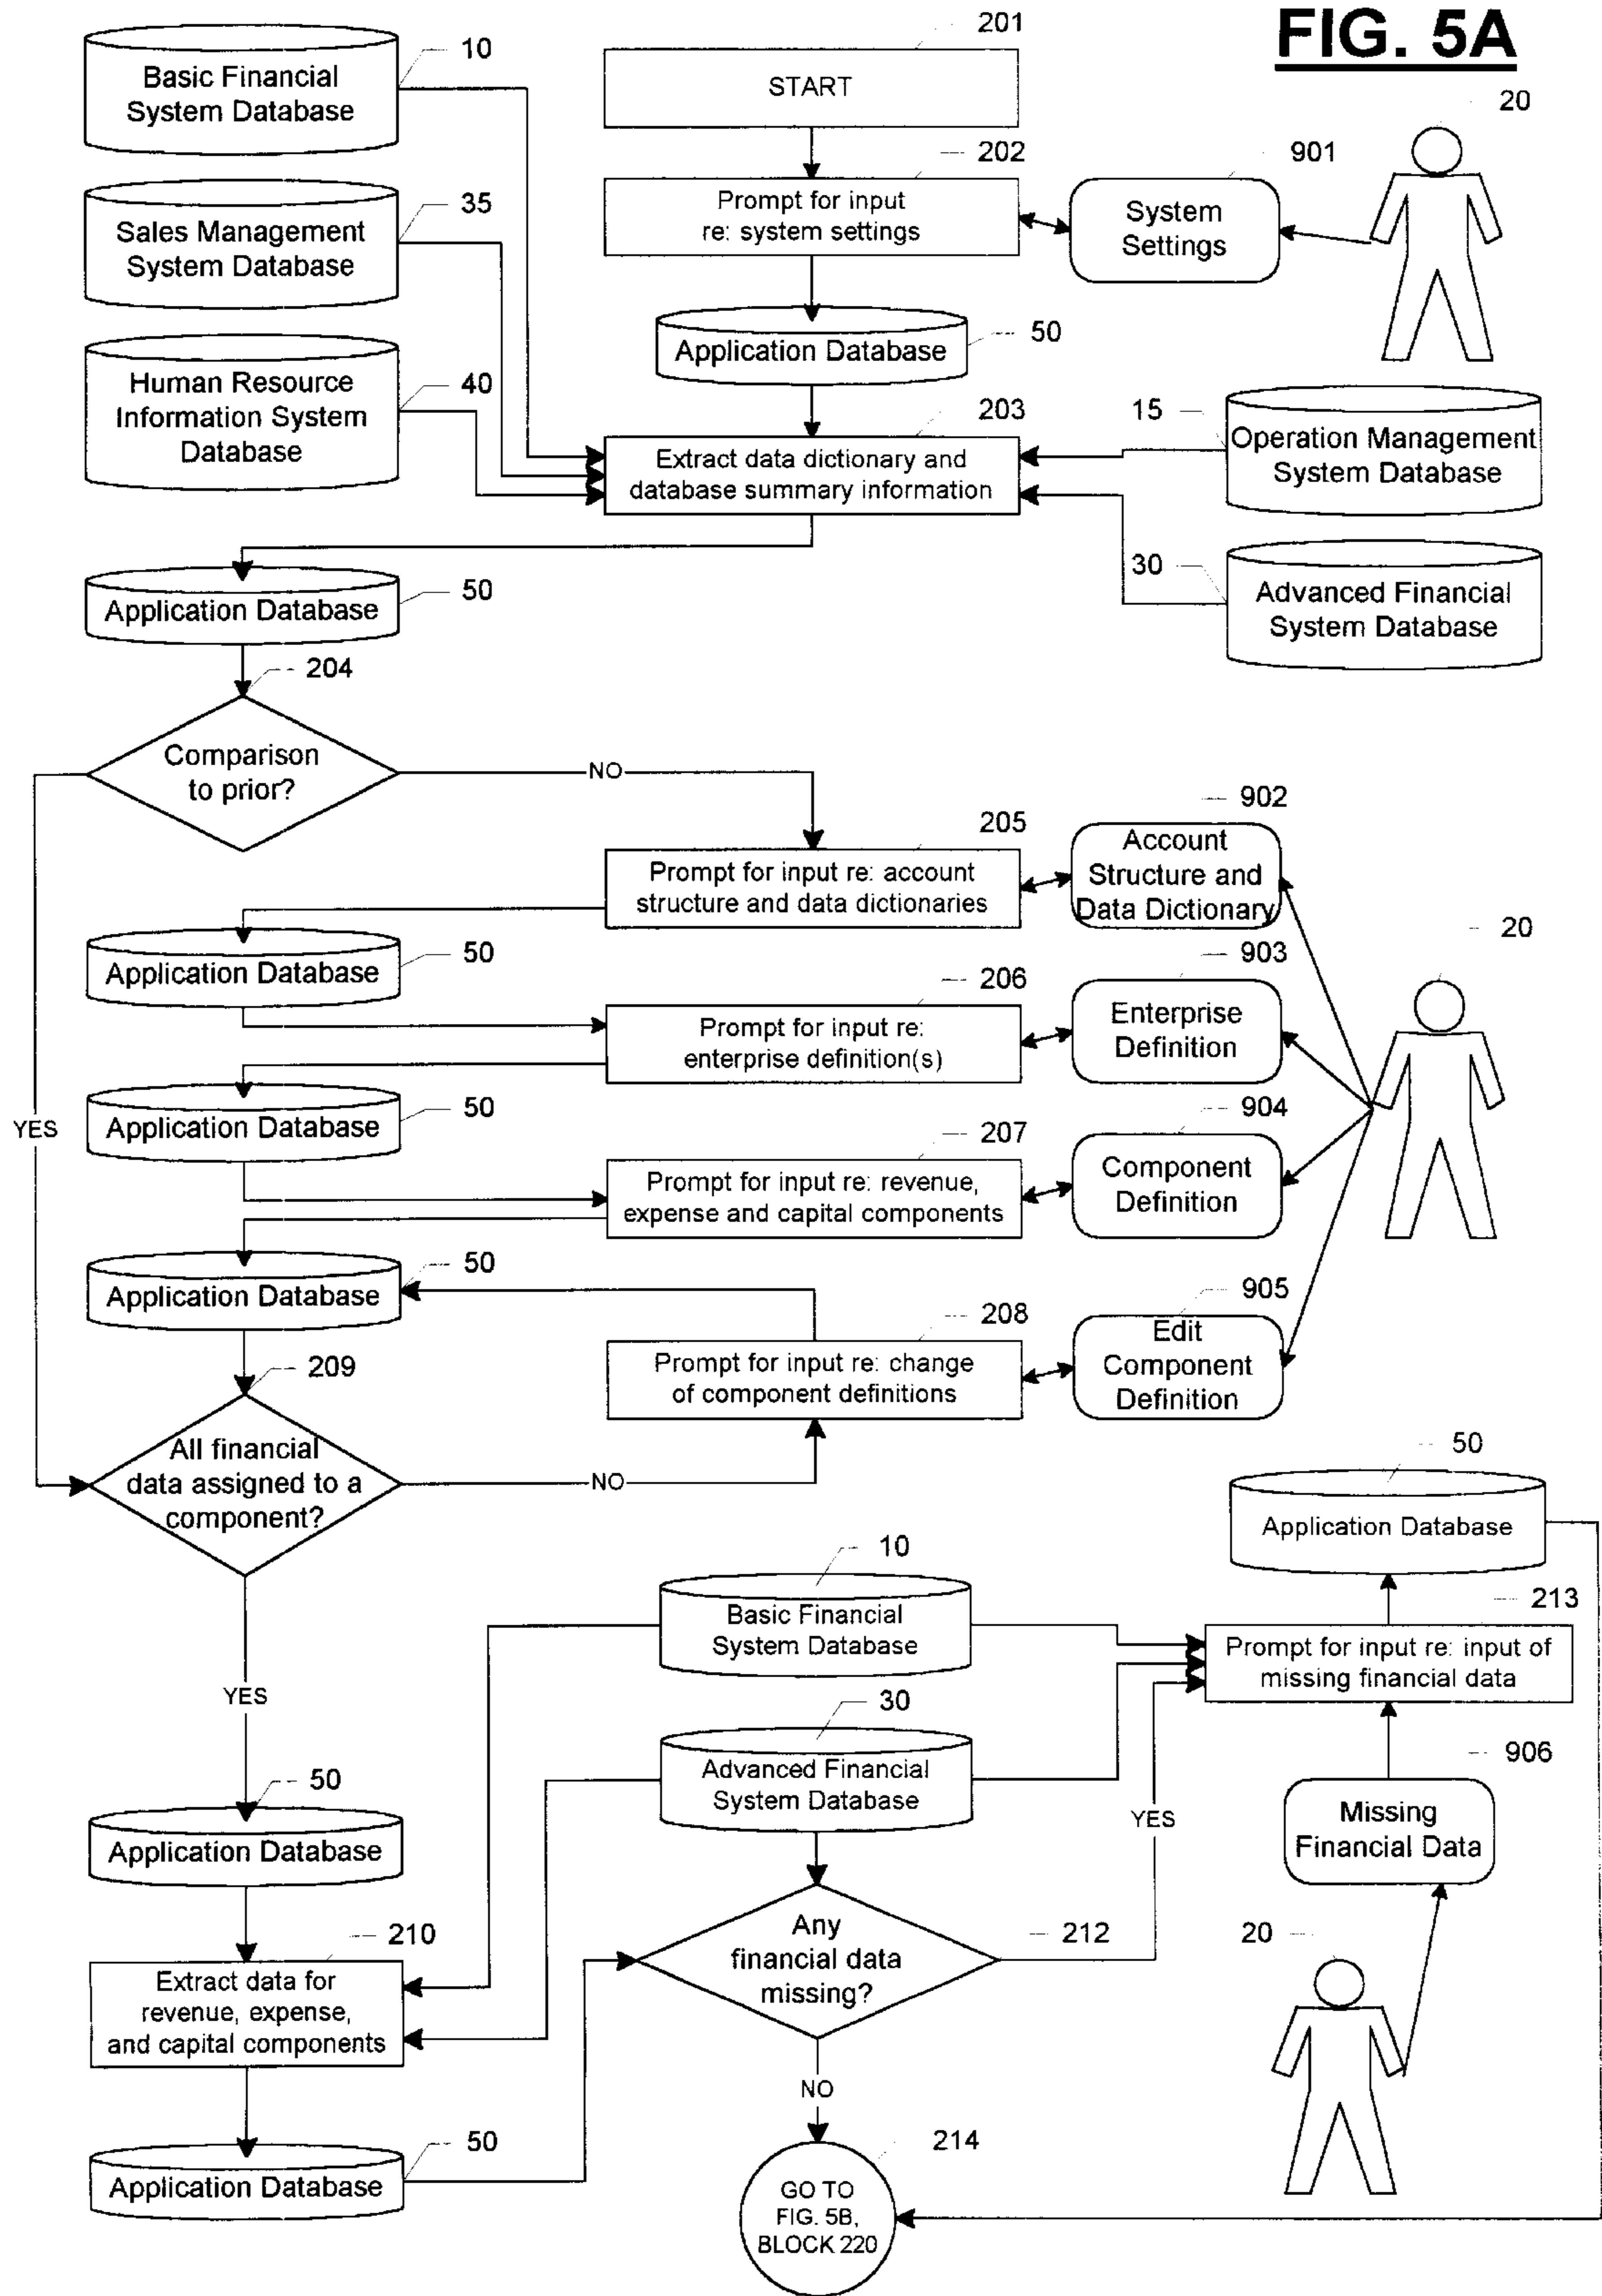 FIG. 5A
10
Basic Financial
System Database
201
START
20
202
Prompt for input
re: system settings
901
System
Settings
35
Sales Management
System Database
50
Application Database
40
Human Resource
Information System
Database
203
Extract data dictionary and
database summary information
15
Operation Management
System Database
30
Advanced Financial
System Database
50
Application Database
204
Comparison
to prior?
NO
YES
205
Prompt for input re: account
structure and data dictionaries
902
Account
Structure and
Data Dictionary
20
50
Application Database
206
Prompt for input re:
enterprise definition(s)
903
Enterprise
Definition
50
Application Database
207
Prompt for input re: revenue,
expense and capital components
904
Component
Definition
50
Application Database
208
Prompt for input re: change
of component definitions
905
Edit
Component
Definition
209
All financial
data assigned to a
component?
NO
YES
50
Application Database
10
Basic Financial
System Database
213
Prompt for input re: input of
missing financial data
30
Advanced Financial
System Database
906
Missing
Financial Data
YES
50
Application Database
210
Extract data for
revenue, expense,
and capital components
Any
financial data
missing?
212
20
NO
50
Application Database
214
GO TO
FIG. 5B,
BLOCK 220